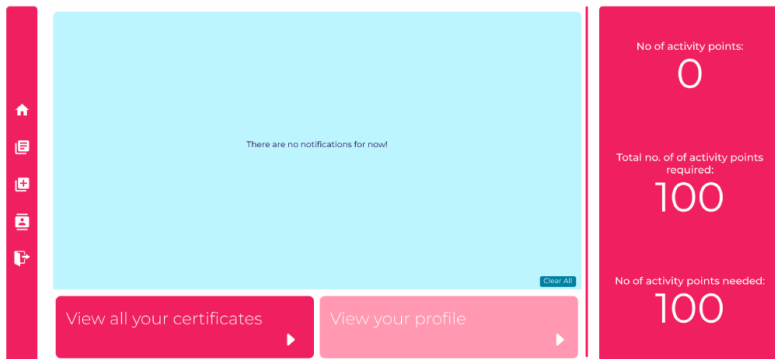 There are no notifications for now!
Clear All
View all your certificates
View your profile
No of activity points:
0
Total no. of of activity points
required:
100
No of activity points needed:
100